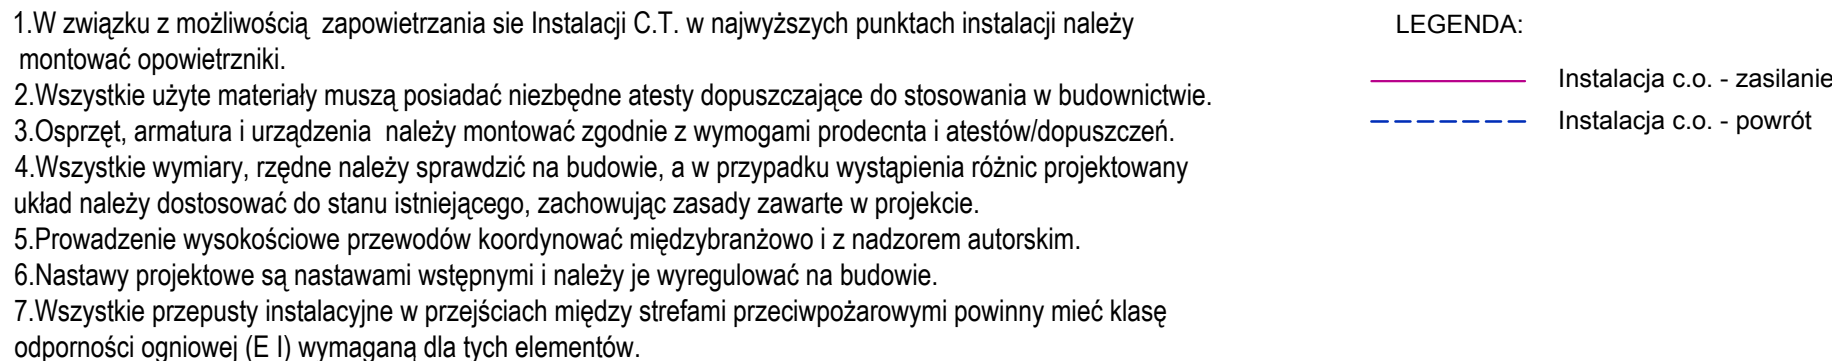 1.W związku z możliwością  zapowietrzania sie Instalacji C.T. w najwyższych punktach instalacji należy
montować opowietrzniki.
2.Wszystkie użyte materiały muszą posiadać niezbędne atesty dopuszczające do stosowania w budownictwie.
3.Osprzęt, armatura i urządzenia  należy montować zgodnie z wymogami prodecnta i atestów/dopuszczeń.
4.Wszystkie wymiary, rzędne należy sprawdzić na budowie, a w przypadku wystąpienia różnic projektowany
układ należy dostosować do stanu istniejącego, zachowując zasady zawarte w projekcie.
5.Prowadzenie wysokościowe przewodów koordynować międzybranżowo i z nadzorem autorskim.
6.Nastawy projektowe są nastawami wstępnymi i należy je wyregulować na budowie.
7.Wszystkie przepusty instalacyjne w przejściach między strefami przeciwpożarowymi powinny mieć klasę
odporności ogniowej (E I) wymaganą dla tych elementów.
LEGENDA:
Instalacja c.o. - zasilanie
Instalacja c.o. - powrót